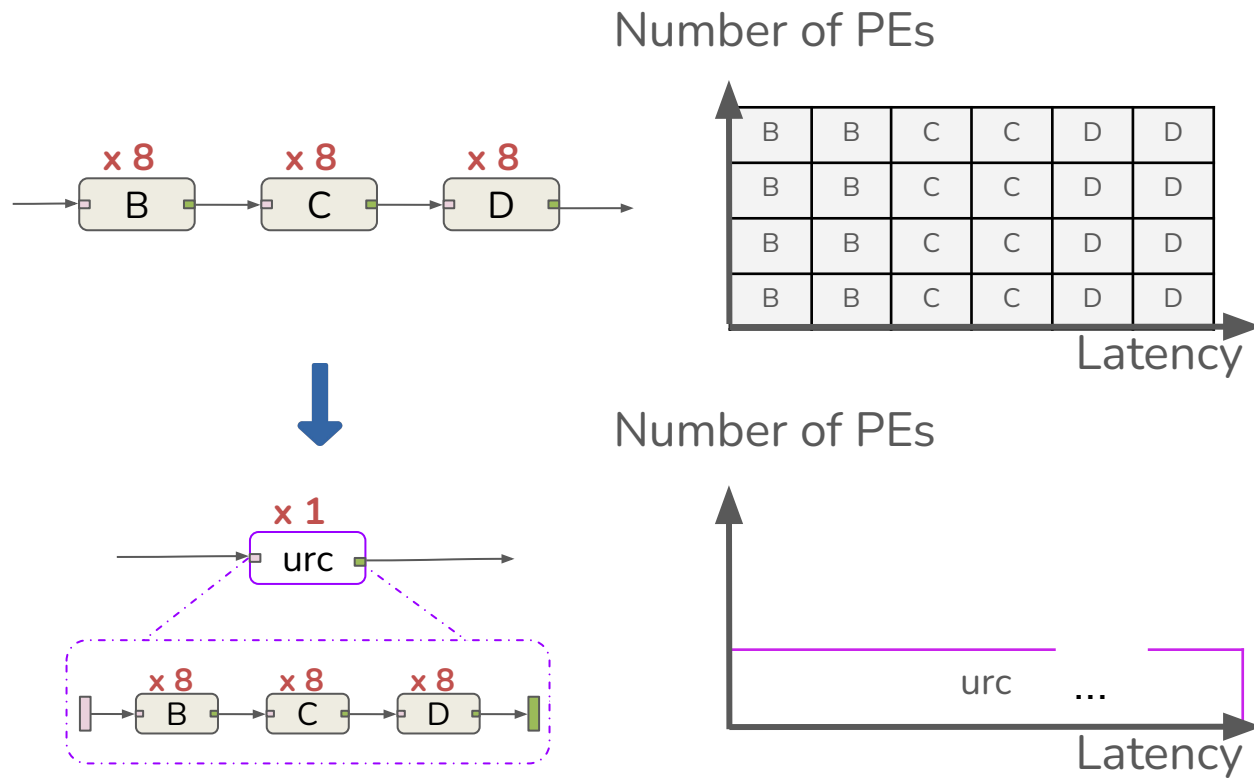 Number of PEs
x 8 x 8 x 8
B C D
B B C C D D
B B C C D D
B B C C D D
B B C C D D
Latency
Number of PEs
x 1
urc
x 8 x 8 x 8
B C D
urc ...
Latency